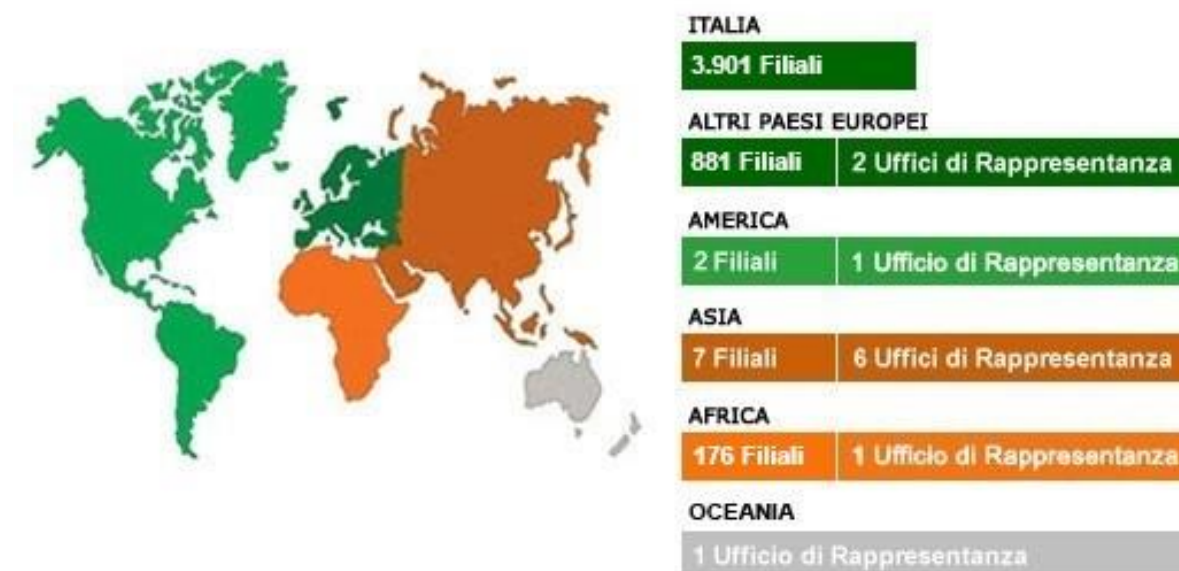 ITALIA
3.901 Filiali
ALTRI PAESI EUROPEI
881 Filiali 2 Uffici di Rappresentanza
AMERICA
2 Filiali 1 Ufficio di Rappresentanza
ASIA
7 Filiali 6 Uffici di Rappresentanza
AFRICA
176 Filiali 1 Ufficio di Rappresentanza
OCEANIA
1 Ufficio di Rappresentanza